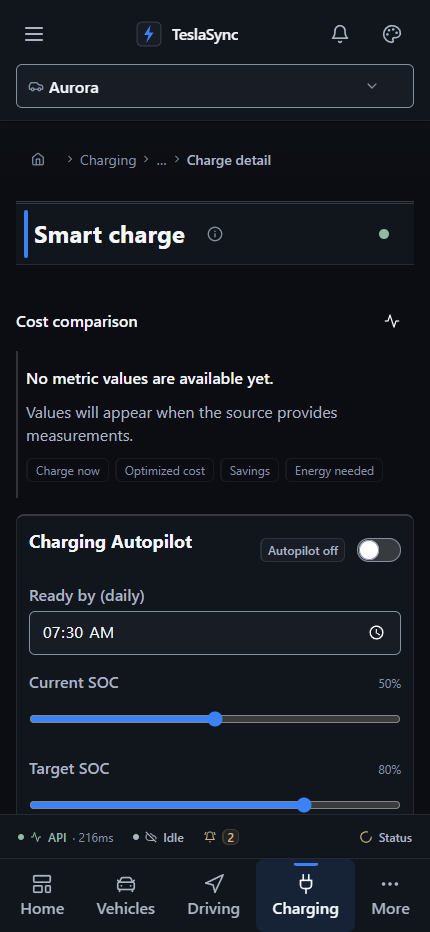 TeslaSync
Aurora
Charging
...
Charge detail
Smart charge
Cost comparison
No metric values are available yet.
Values will appear when the source provides
measurements.
Charge now
Optimized cost
Savings
Energy needed
Charging Autopilot
Autopilot off
Ready by (daily)
07:30 AM
Current SOC
50%
Target SOC
80%
API · 216ms
Idle
2
Status
Home
Vehicles
Driving
Charging
More